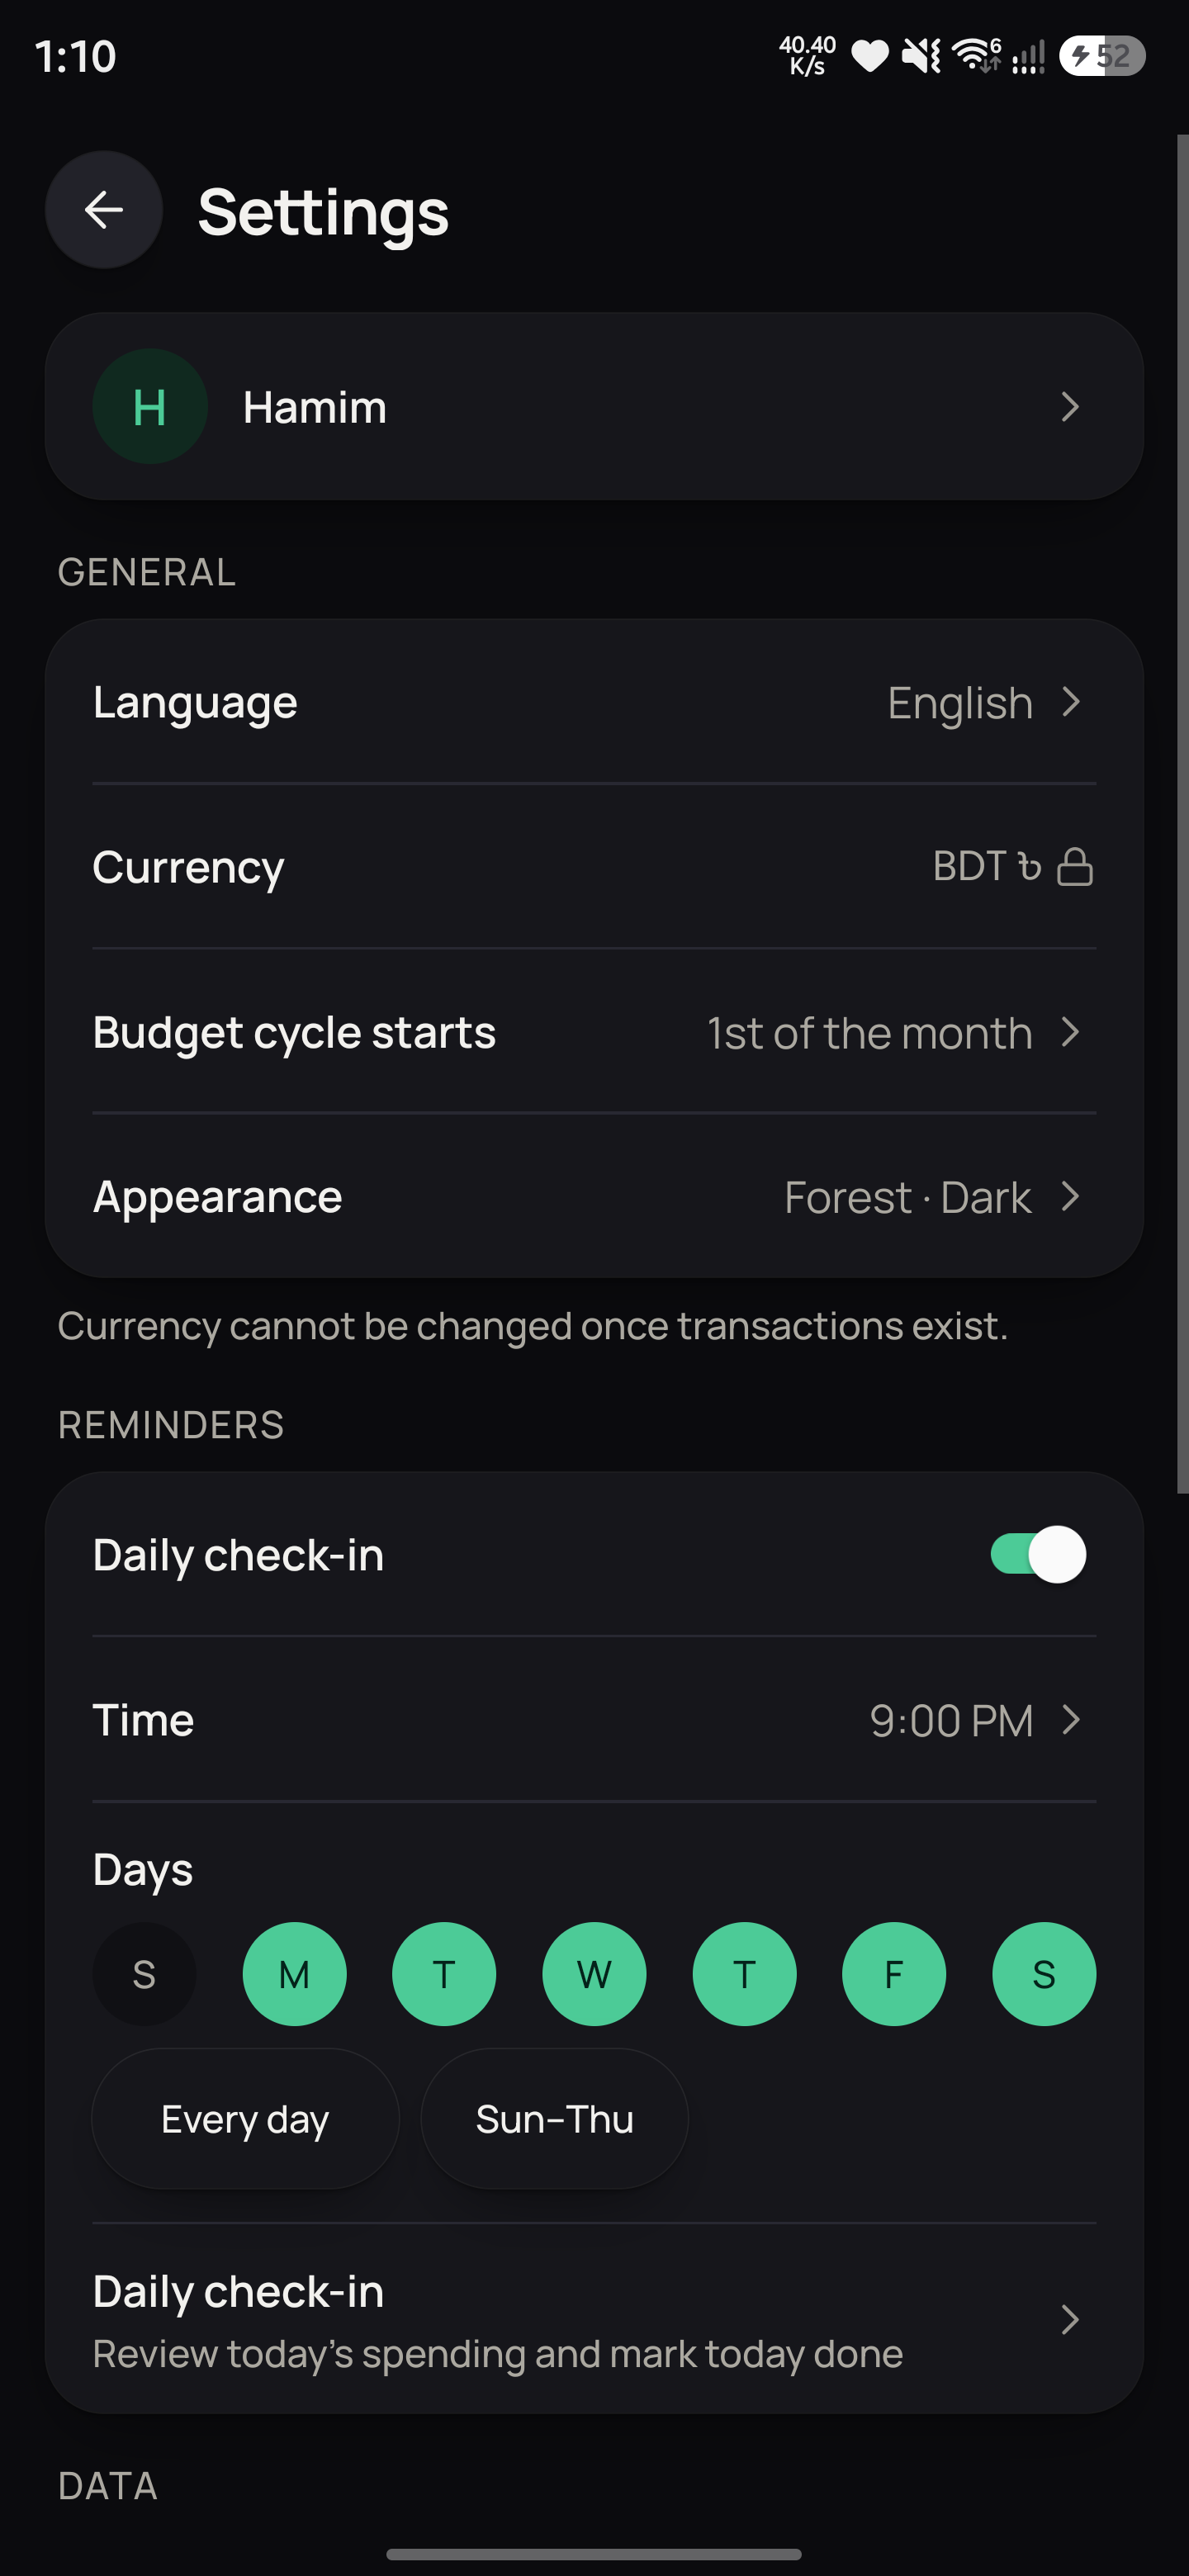 1:10
40.40
K/s
6
52
Settings
H
Hamim
GENERAL
Language English
Currency BDT ৳
Budget cycle starts 1st of the month
Appearance Forest · Dark
Currency cannot be changed once transactions exist.
REMINDERS
Daily check-in
Time 9:00 PM
Days
S M T W T F S
Every day Sun–Thu
Daily check-in
Review today’s spending and mark today done
DATA